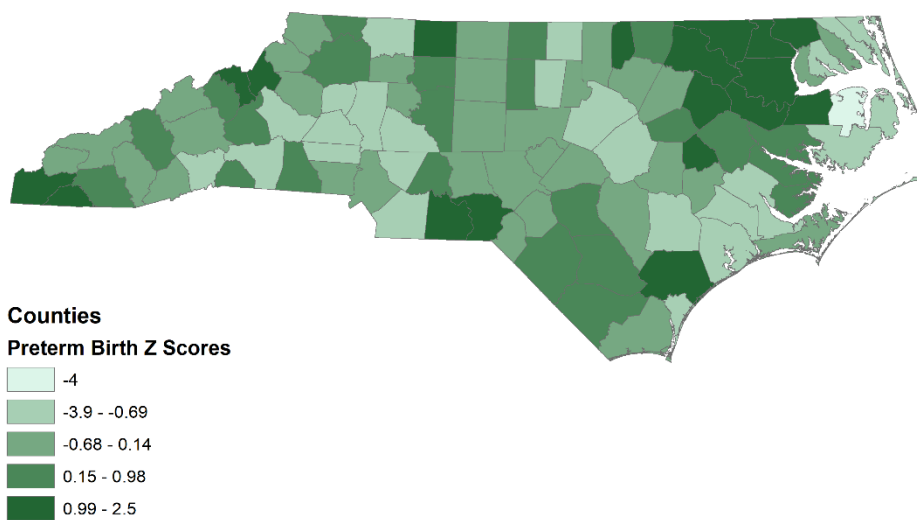 Counties
Preterm Birth Z Scores
-4
-3.9 - -0.69
-0.68 - 0.14
0.15 - 0.98
0.99 - 2.5